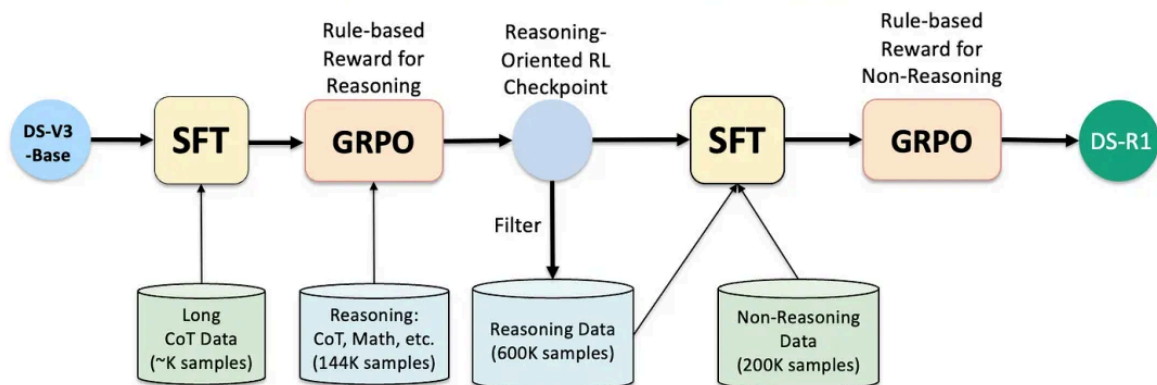 Rule-based
Reward for
Reasoning
Reasoning-
Oriented RL
Checkpoint
Rule-based
Reward for
Non-Reasoning
DS-V3
-Base
SFT
GRPO
SFT
GRPO
DS-R1
Filter
Long
CoT Data
(~K samples)
Reasoning:
CoT, Math, etc.
(144K samples)
Reasoning Data
(600K samples)
Non-Reasoning
Data
(200K samples)